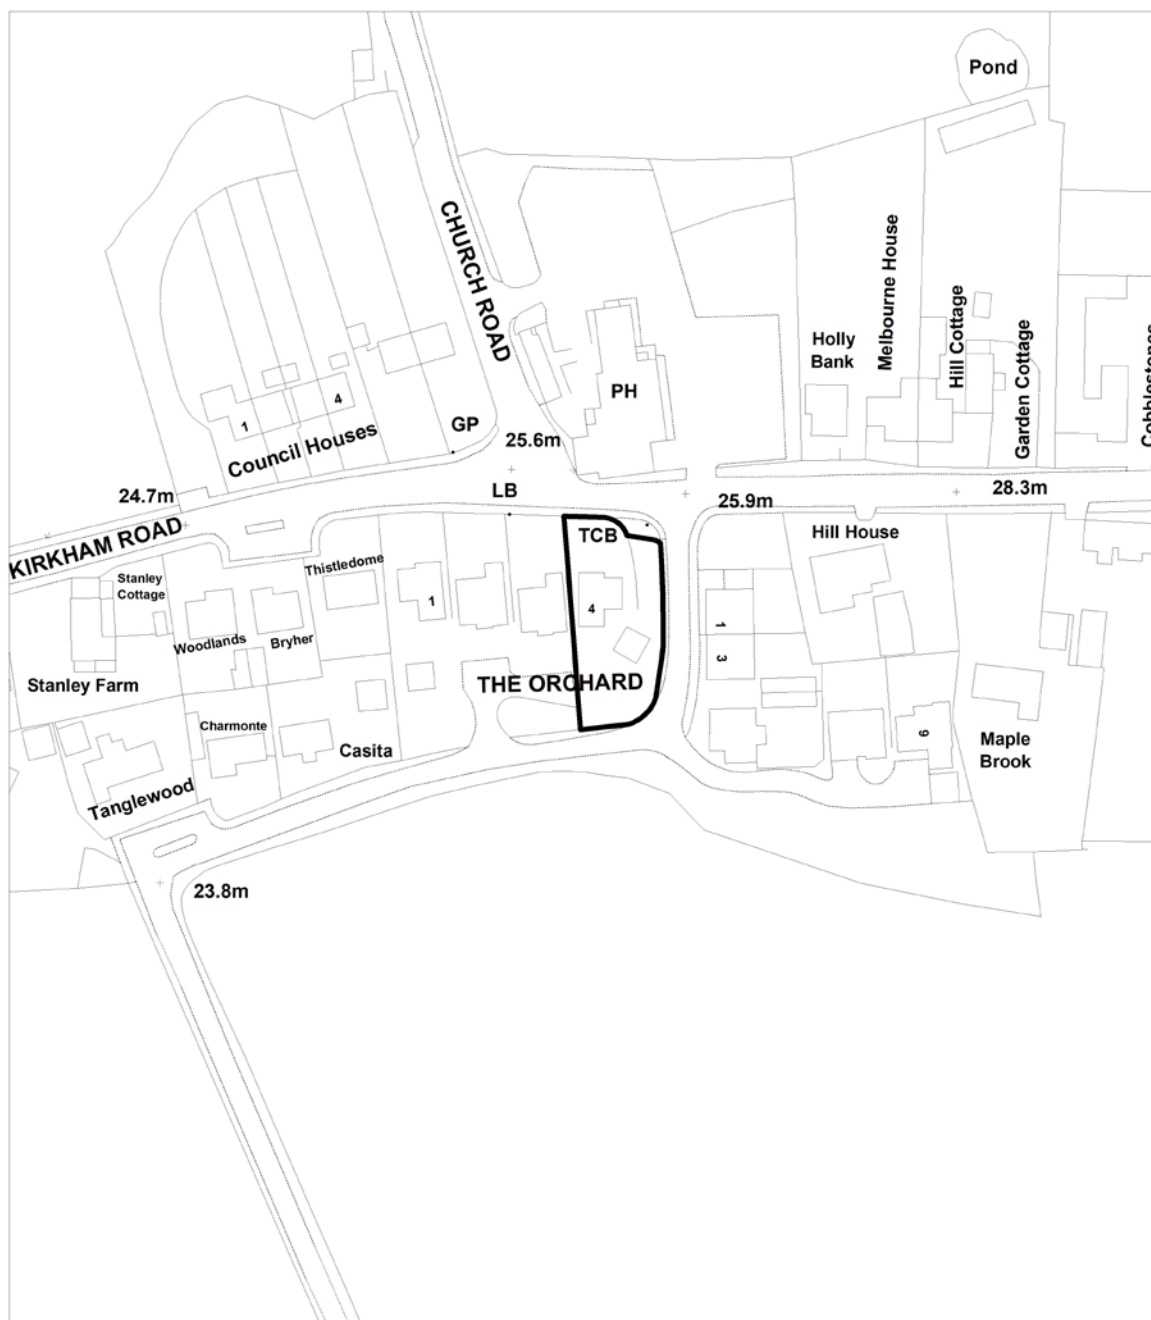 Pond
CHURCH ROAD
Melbourne House
Hill Cottage
Garden Cottage
Cobblestones
Holly
Bank
PH
4
1
Council Houses
GP
25.6m
24.7m
LB
25.9m
28.3m
KIRKHAM ROAD
TCB
Hill House
Stanley
Cottage
Thistledome
Woodlands
Bryher
1
4
1
3
Stanley Farm
THE ORCHARD
Charmonte
Casita
9
Maple
Brook
Tanglewood
23.8m